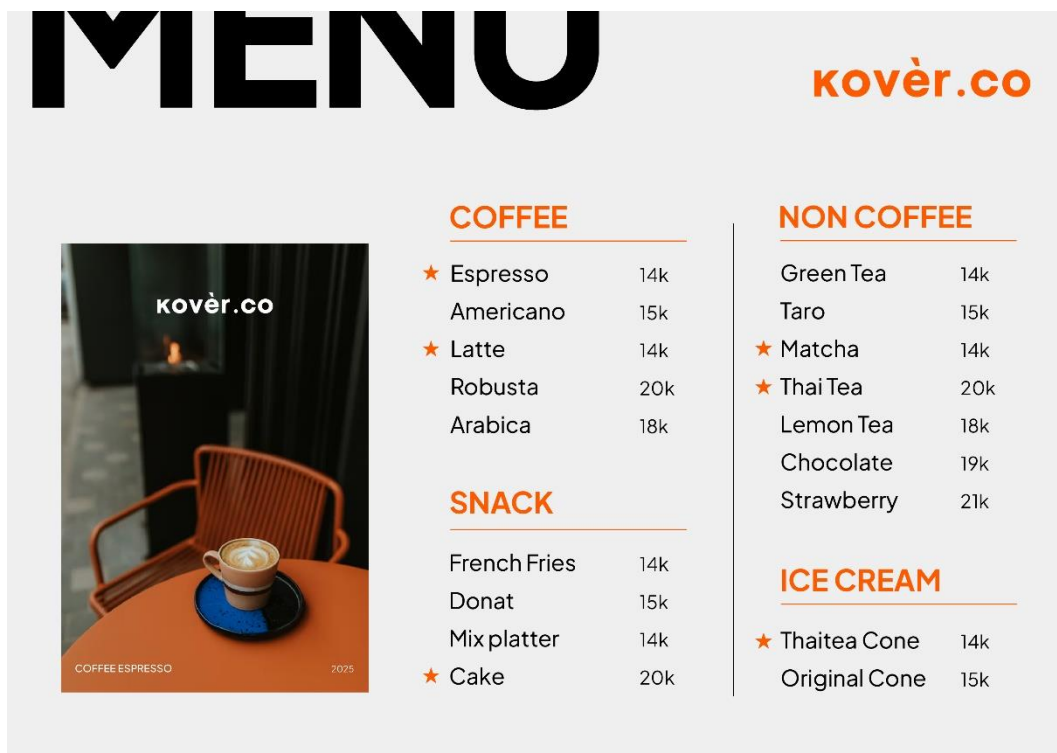 MENU
Kovèr.co
Kovèr.co
COFFEE ESPRESSO 2025
COFFEE
★ Espresso 14k
Americano 15k
★ Latte 14k
Robusta 20k
Arabica 18k
SNACK
French Fries 14k
Donat 15k
Mix platter 14k
★ Cake 20k
NON COFFEE
Green Tea 14k
Taro 15k
★ Matcha 14k
★ Thai Tea 20k
Lemon Tea 18k
Chocolate 19k
Strawberry 21k
ICE CREAM
★ Thaitea Cone 14k
Original Cone 15k